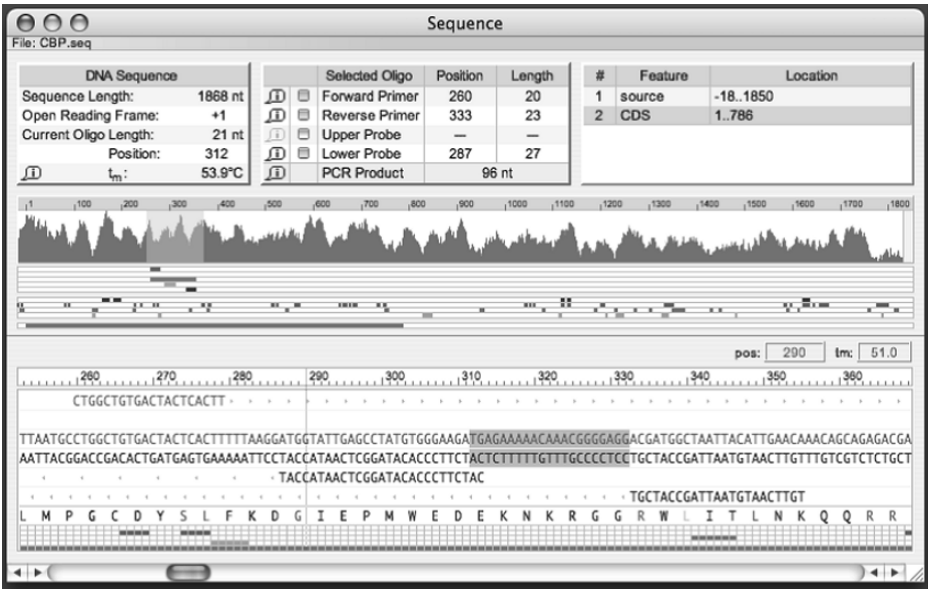 Sequence
File: CBP.seq
DNA Sequence
Sequence Length: 1868 nt
Open Reading Frame: +1
Current Oligo Length: 21 nt
Position: 312
tm: 53.9°C
Selected Oligo Position Length
Forward Primer 260 20
Reverse Primer 333 23
Upper Probe — —
Lower Probe 287 27
PCR Product 96 nt
# Feature Location
1 source -18..1850
2 CDS 1..786
1 100 200 300 400 500 600 700 800 900 1000 1100 1200 1300 1400 1500 1600 1700 1800
pos: 290 tm: 51.0
260 270 280 290 300 310 320 330 340 350 360
CTGGCTGTGACTACTCACTT
TTAATGCCTGGCTGTGACTACTCACTTTTTAAGGATGGTATTGAGCCTATGTGGGAAGATGAGAAAAACAAACGGGGAGGACGATGGCTAATTACATTGAACAAACAGCAGAGACGA
AATTACGGACCGACACTGATGAGTGAAAAATTCCTACCATAACTCGGATACACCCTTCTACTCTTTTTGTTTGCCCCTCCTGCTACCGATTAATGTAACTTGTTTGTCGTCTCTGCT
TACCATAACTCGGATACACCCTTCTAC
TGCTACCGATTAATGTAACTTGT
L M P G C D Y S L F K D G I E P M W E D E K N K R G G R W L I T L N K Q Q R R